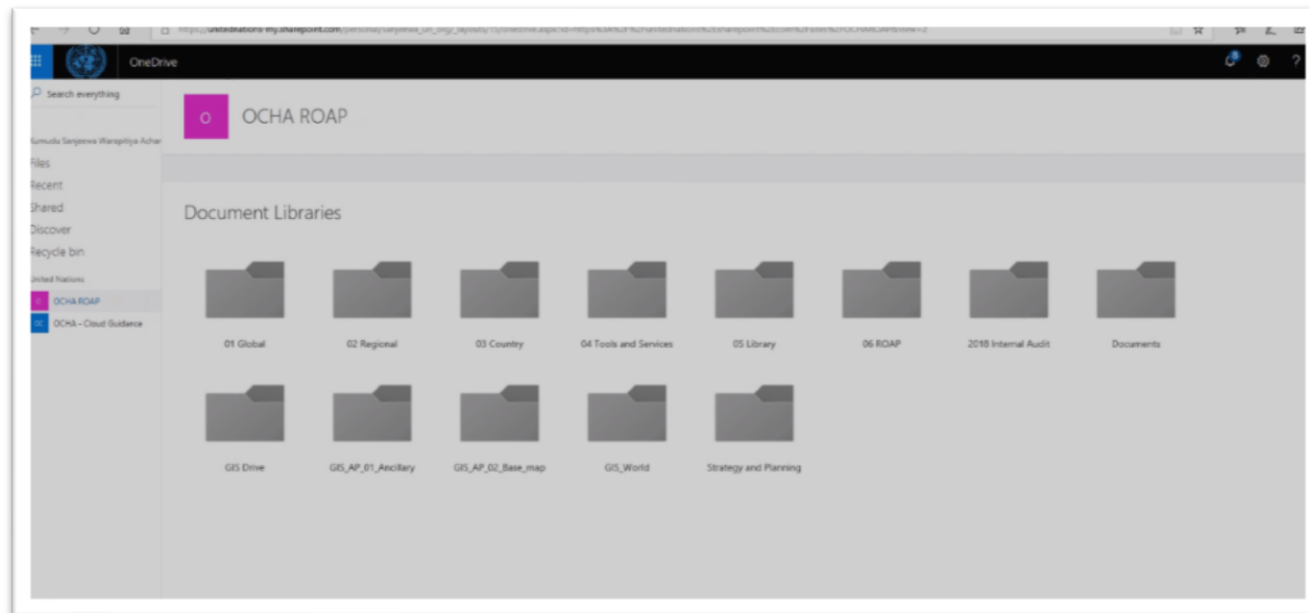 OneDrive
?
Search everything
O
OCHA ROAP
Files
Recent
Shared
Discover
Recycle bin
United Nations
O
OCHA ROAP
OC
OCHA - Cloud Guidance
Document Libraries
01 Global
02 Regional
03 Country
04 Tools and Services
05 Library
06 ROAP
2018 Internal Audit
Documents
GIS Drive
GIS_AP_01_Ancillary
GIS_AP_02_Base_map
GIS_World
Strategy and Planning